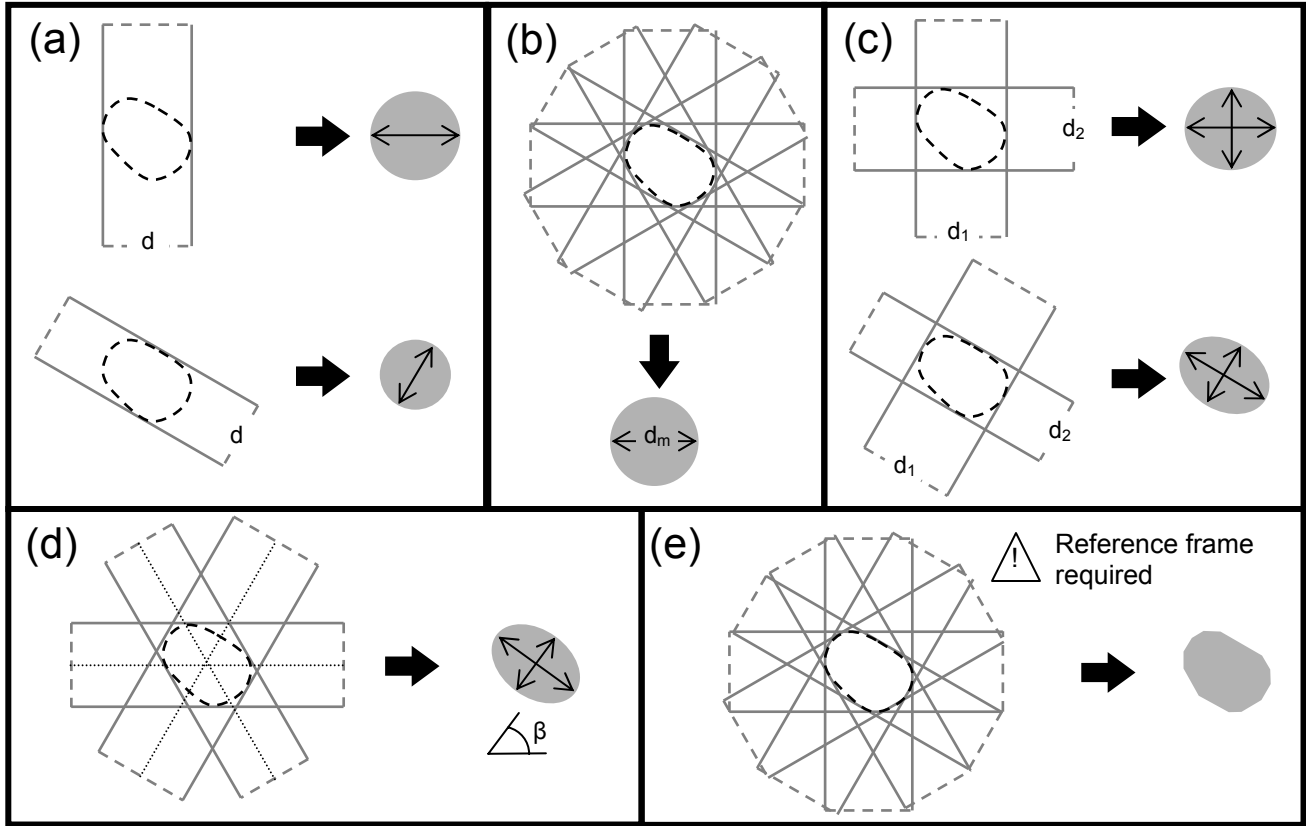 (a)
d
d
(b)
dₘ
(c)
d₂
d₁
d₂
d₁
(d)
β
(e)
! Reference frame
required